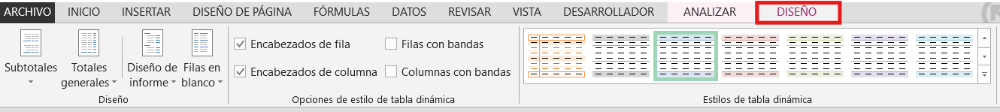 ARCHIVO INICIO INSERTAR DISEÑO DE PÁGINA FÓRMULAS DATOS REVISAR VISTA DESARROLLADOR ANALIZAR DISEÑO
Subtotales
Totales
generales
Diseño de
informe
Filas en
blanco
Diseño
Encabezados de fila
Filas con bandas
Encabezados de columna
Columnas con bandas
Opciones de estilo de tabla dinámica
Estilos de tabla dinámica